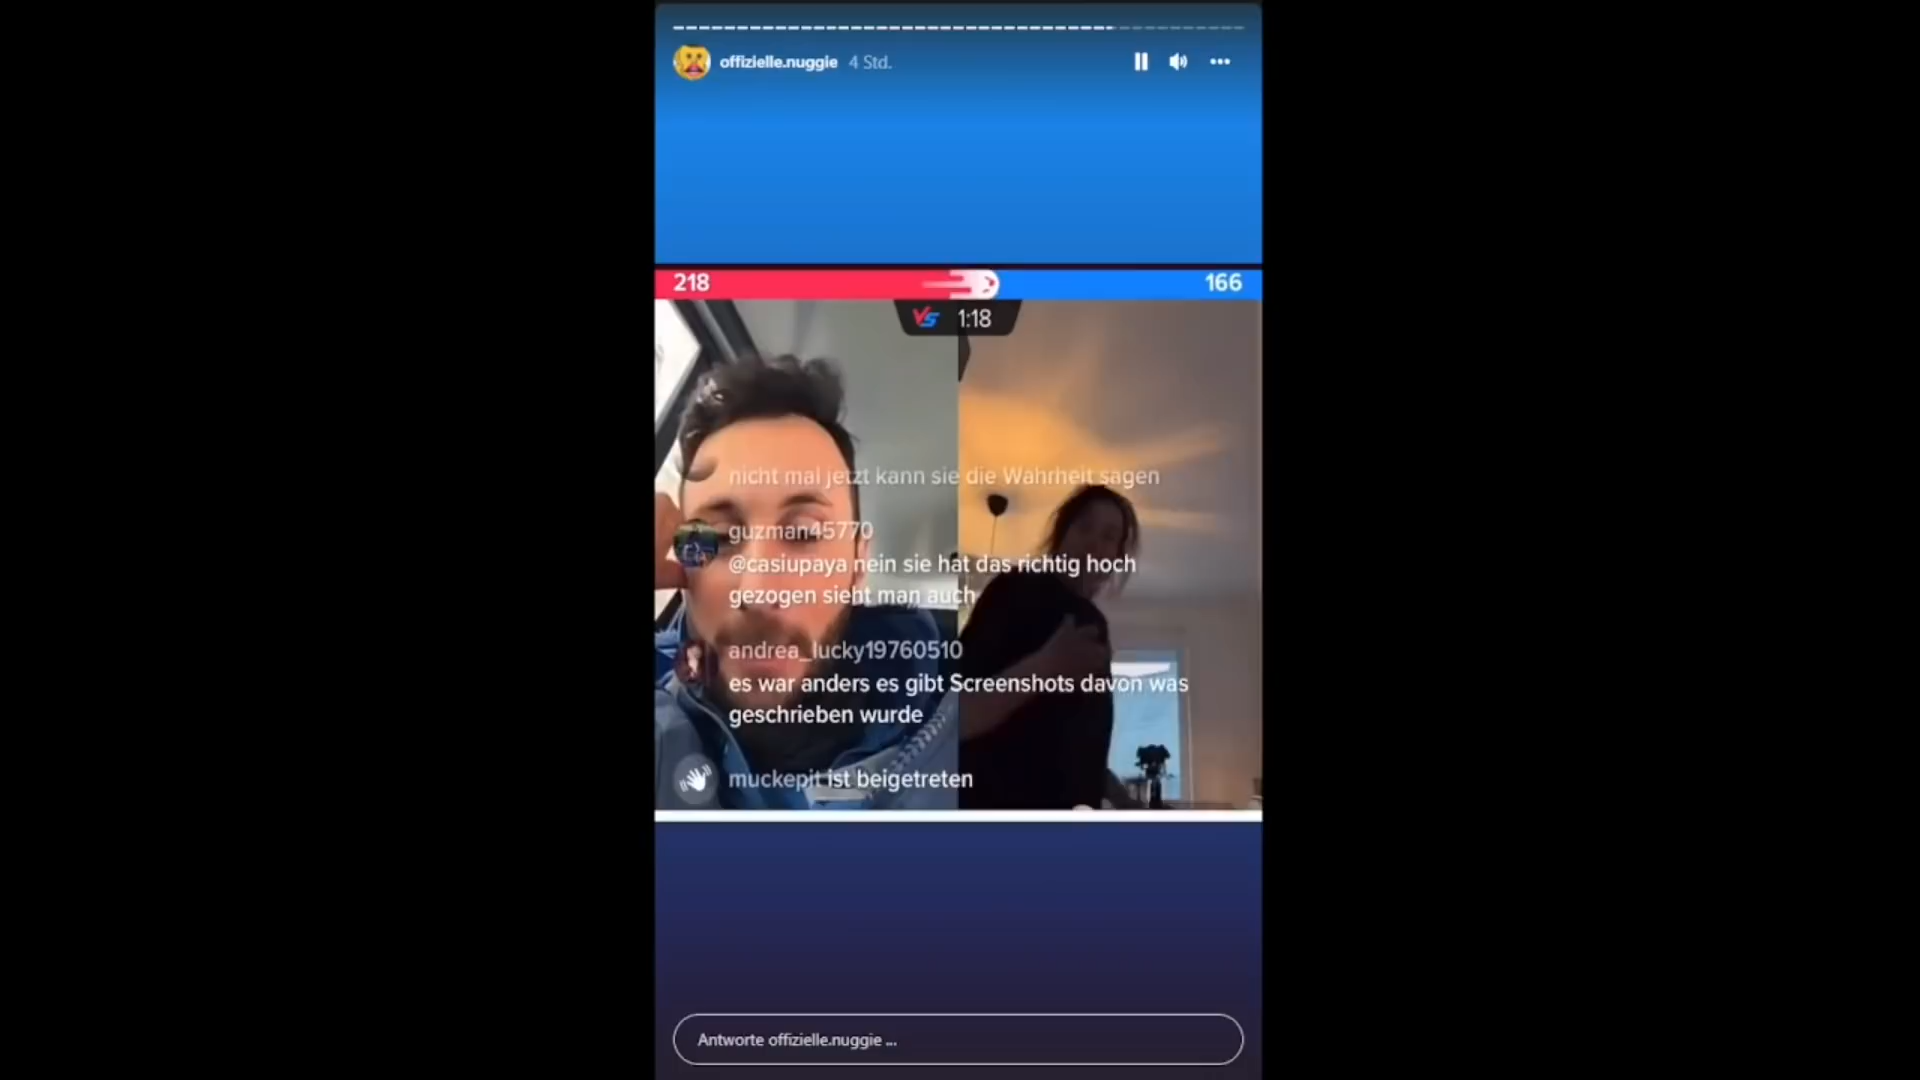 offizielle.nuggie 4 Std.
218 166
VS 1:18
nicht mal jetzt kann sie die Wahrheit sagen
guzman45770
@casiupaya nein sie hat das richtig hoch
gezogen sieht man auch
andrea_lucky19760510
es war anders es gibt Screenshots davon was
geschrieben wurde
muckepit ist beigetreten
Antworte offizielle.nuggie ...